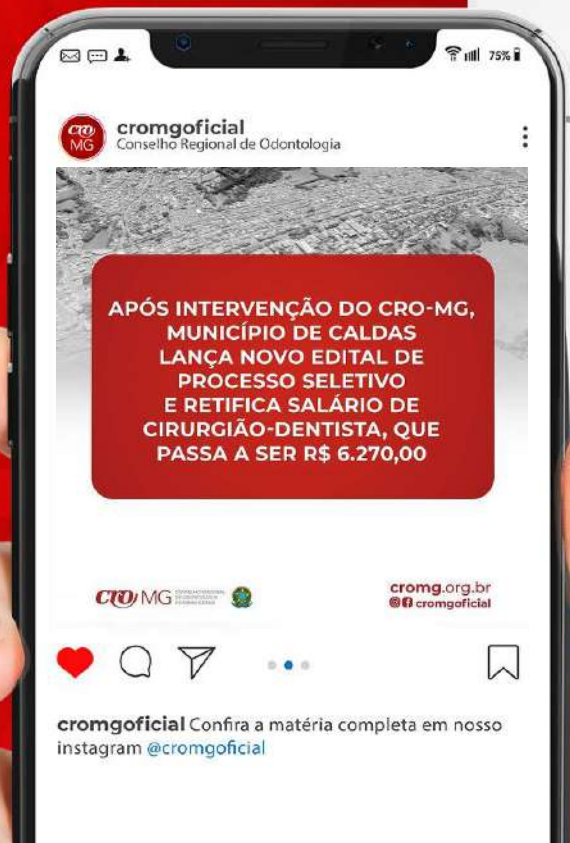 75%
CRO
MG
cromgoficial
Conselho Regional de Odontologia
APÓS INTERVENÇÃO DO CRO-MG,
MUNICÍPIO DE CALDAS
LANÇA NOVO EDITAL DE
PROCESSO SELETIVO
E RETIFICA SALÁRIO DE
CIRURGIÃO-DENTISTA, QUE
PASSA A SER R$ 6.270,00
CRO MG
cromg.org.br
cromgoficial
cromgoficial Confira a matéria completa em nosso
instagram @cromgoficial